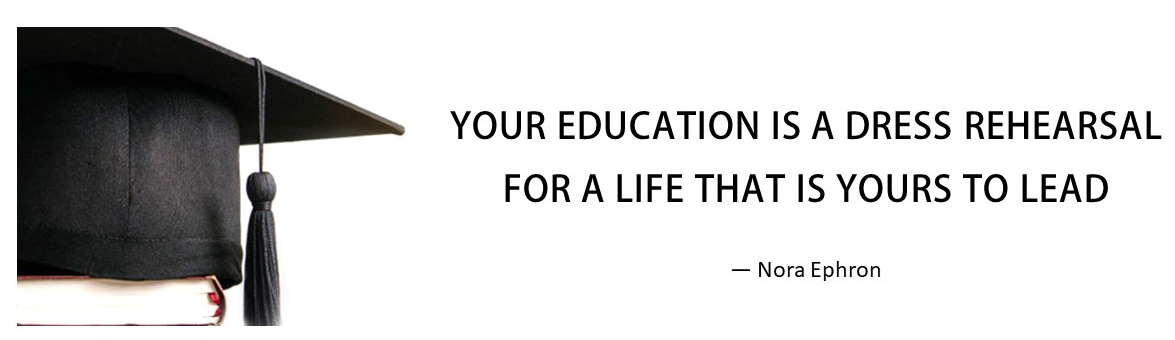 YOUR EDUCATION IS A DRESS REHEARSAL
FOR A LIFE THAT IS YOURS TO LEAD
— Nora Ephron